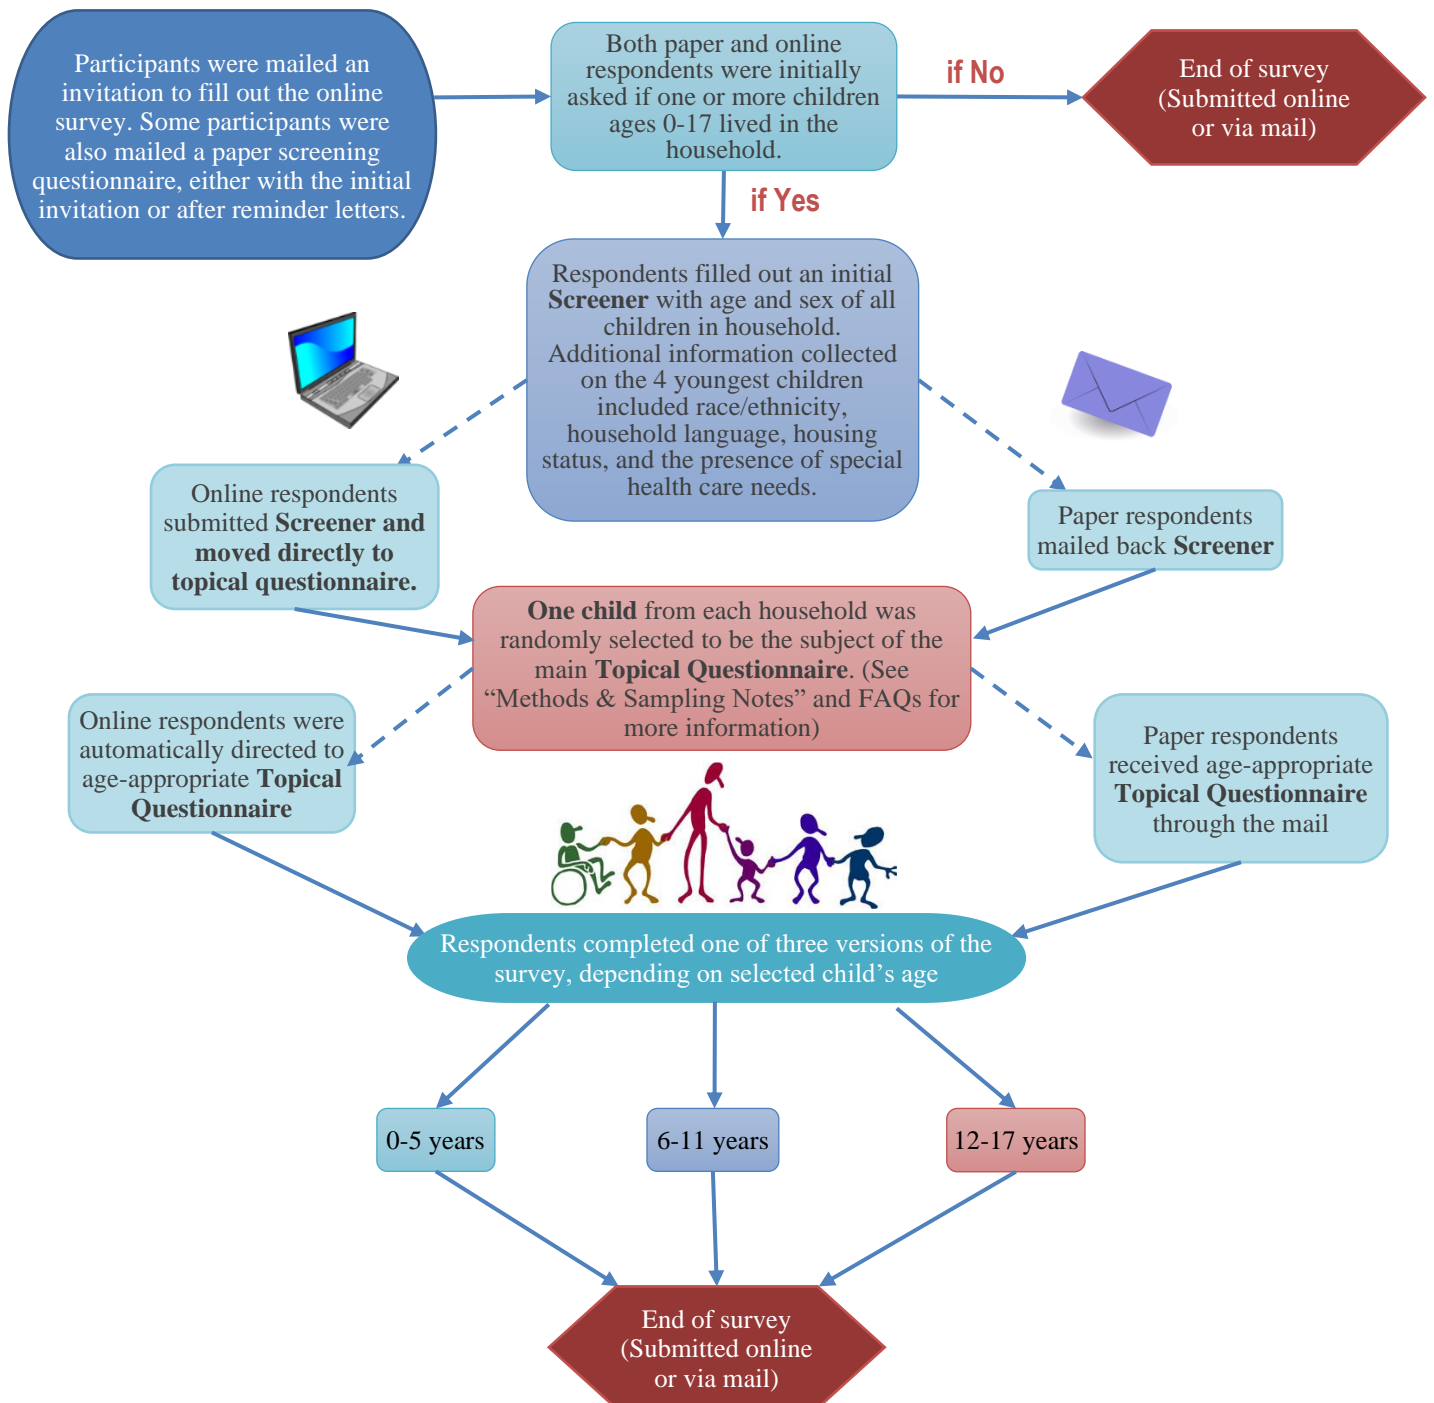 Participants were mailed an
invitation to fill out the online
survey. Some participants were
also mailed a paper screening
questionnaire, either with the initial
invitation or after reminder letters.
Both paper and online
respondents were initially
asked if one or more children
ages 0-17 lived in the
household.
if No
End of survey
(Submitted online
or via mail)
if Yes
Respondents filled out an initial
Screener with age and sex of all
children in household.
Additional information collected
on the 4 youngest children
included race/ethnicity,
household language, housing
status, and the presence of special
health care needs.
Online respondents
submitted Screener and
moved directly to
topical questionnaire.
Paper respondents
mailed back Screener
One child from each household was
randomly selected to be the subject of the
main Topical Questionnaire. (See
“Methods & Sampling Notes” and FAQs for
more information)
Online respondents were
automatically directed to
age-appropriate Topical
Questionnaire
Paper respondents
received age-appropriate
Topical Questionnaire
through the mail
Respondents completed one of three versions of the
survey, depending on selected child’s age
0-5 years
6-11 years
12-17 years
End of survey
(Submitted online
or via mail)